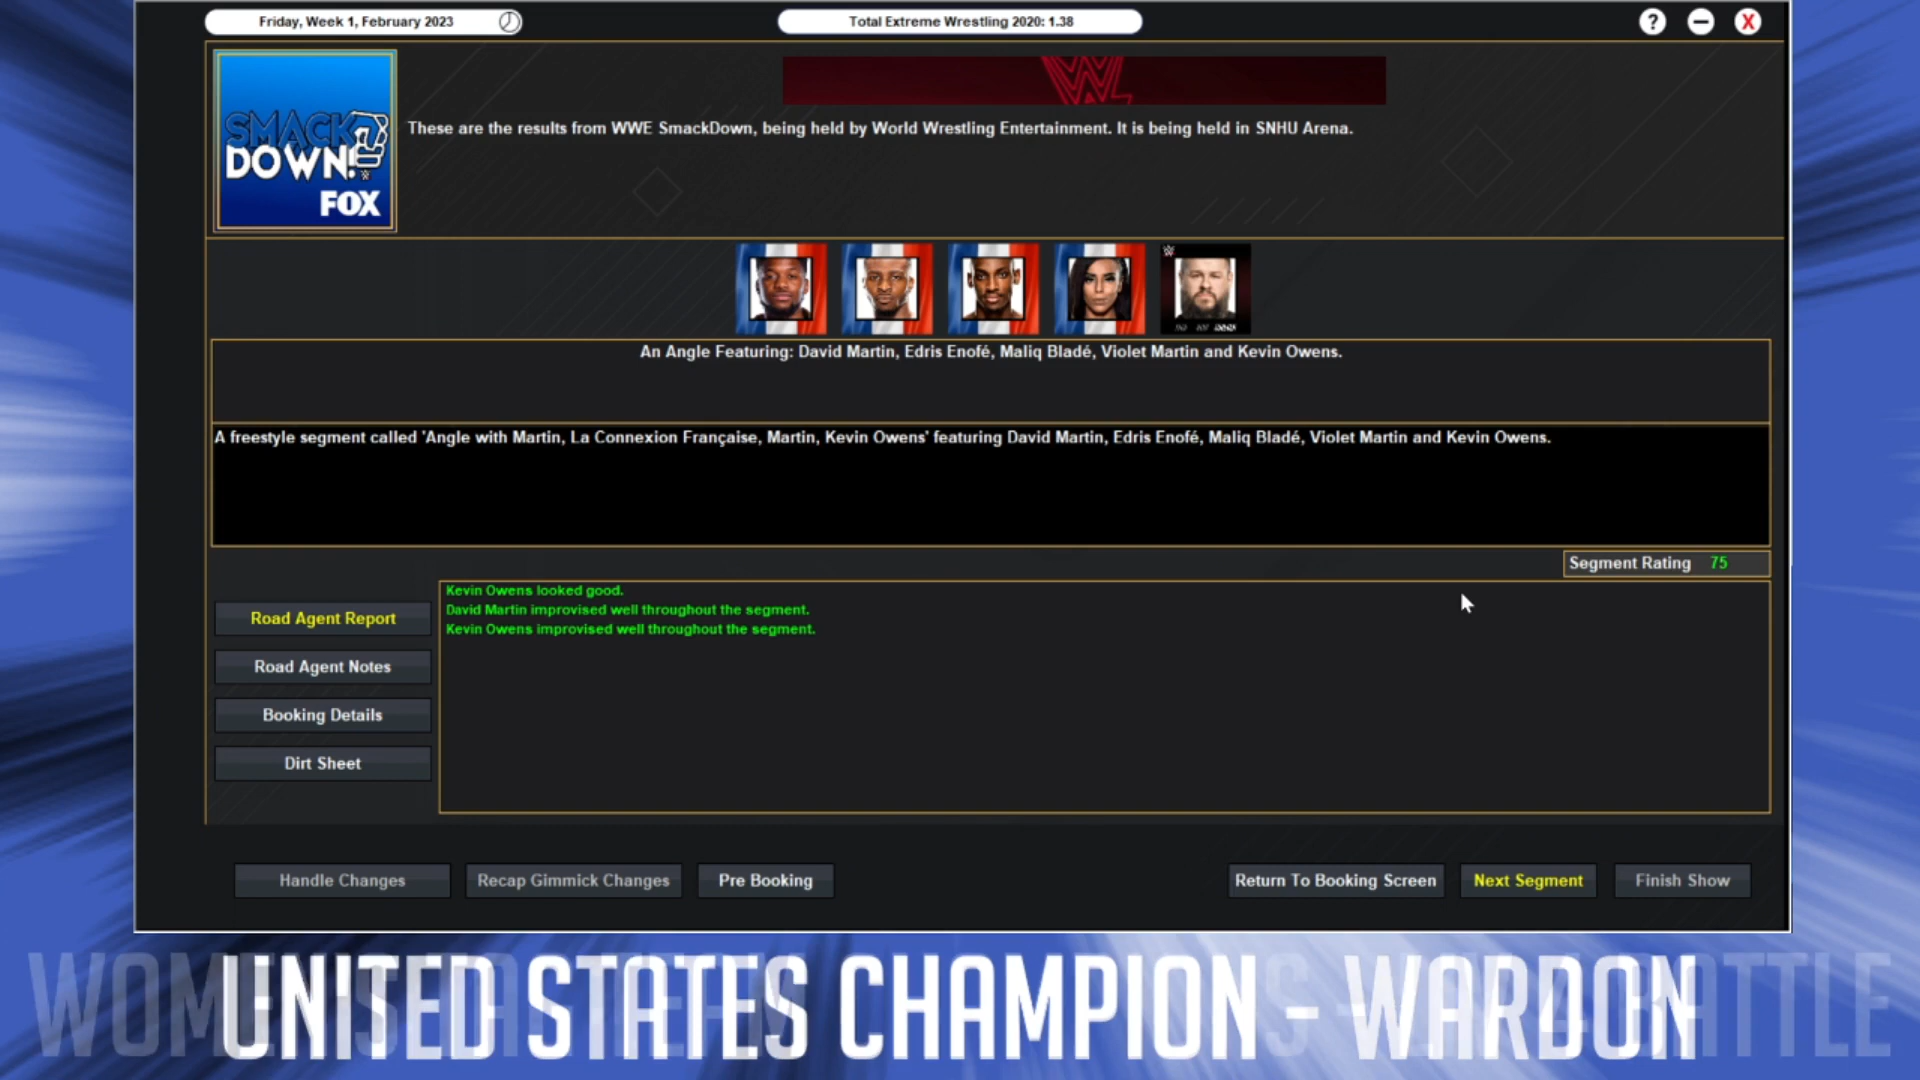 Friday, Week 1, February 2023
Total Extreme Wrestling 2020: 1.38
?
X
SMACK
DOWN!
FOX
These are the results from WWE SmackDown, being held by World Wrestling Entertainment. It is being held in SNHU Arena.
An Angle Featuring: David Martin, Edris Enofé, Maliq Bladé, Violet Martin and Kevin Owens.
A freestyle segment called 'Angle with Martin, La Connexion Française, Martin, Kevin Owens' featuring David Martin, Edris Enofé, Maliq Bladé, Violet Martin and Kevin Owens.
Segment Rating 75
Kevin Owens looked good.
David Martin improvised well throughout the segment.
Kevin Owens improvised well throughout the segment.
Road Agent Report
Road Agent Notes
Booking Details
Dirt Sheet
Handle Changes
Recap Gimmick Changes
Pre Booking
Return To Booking Screen
Next Segment
Finish Show
UNITED STATES CHAMPION - WARDON